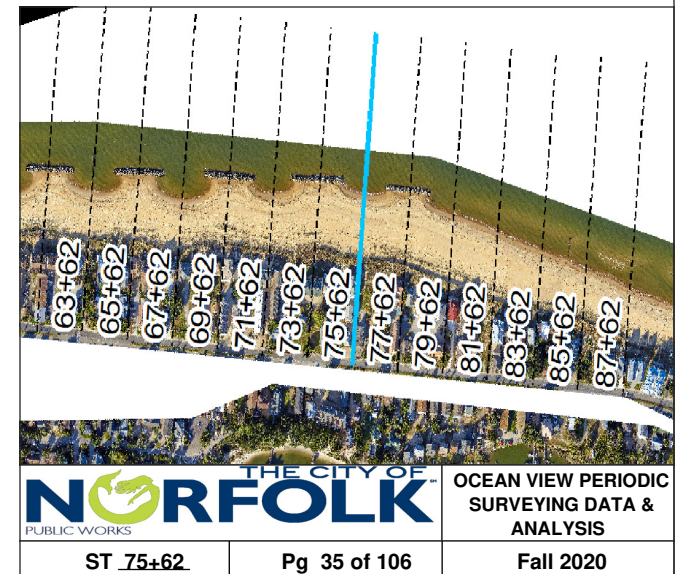 63+62
65+62
67+62
69+62
71+62
73+62
75+62
77+62
79+62
81+62
83+62
85+62
87+62
THE CITY OF
NORFOLK
PUBLIC WORKS
OCEAN VIEW PERIODIC
SURVEYING DATA &
ANALYSIS
ST 75+62
Pg 35 of 106
Fall 2020